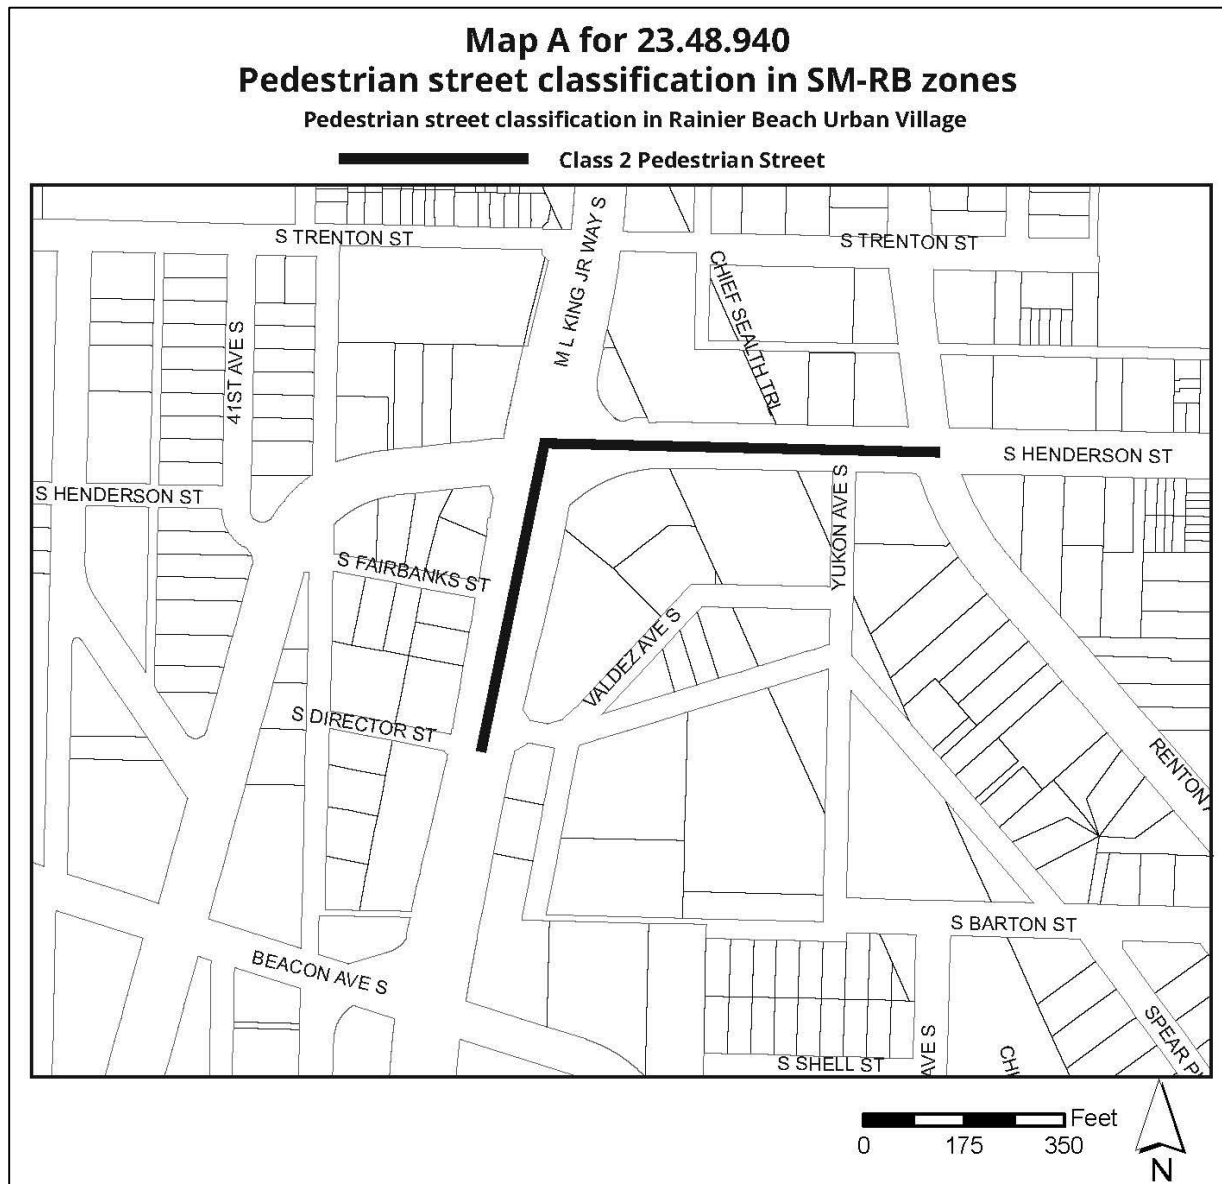 Map A for 23.48.940
Pedestrian street classification in SM-RB zones
Pedestrian street classification in Rainier Beach Urban Village
Class 2 Pedestrian Street
S TRENTON ST
M L KING JR WAY S
S TRENTON ST
CHIEF SEALTH TRL
41ST AVE S
S HENDERSON ST
S HENDERSON ST
YUKON AVE S
S FAIRBANKS ST
VALDEZ AVE S
S DIRECTOR ST
RENTON A
S BARTON ST
BEACON AVE S
SPEAR P
S SHELL ST
AVE S
CHI
Feet
0 175 350
N